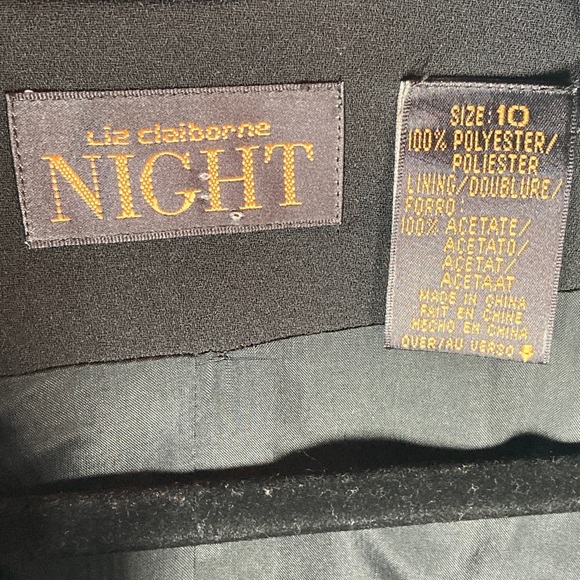 Liz claiborne
NIGHT
SIZE: 10
100% POLYESTER/
POLIESTER
LINING/DOUBLURE/
FORRO:
100% ACETATE/
ACETATO/
ACETAT/
ACETAAT
MADE IN CHINA
FAIT EN CHINE
HECHO EN CHINA
OVER/AU VERSO